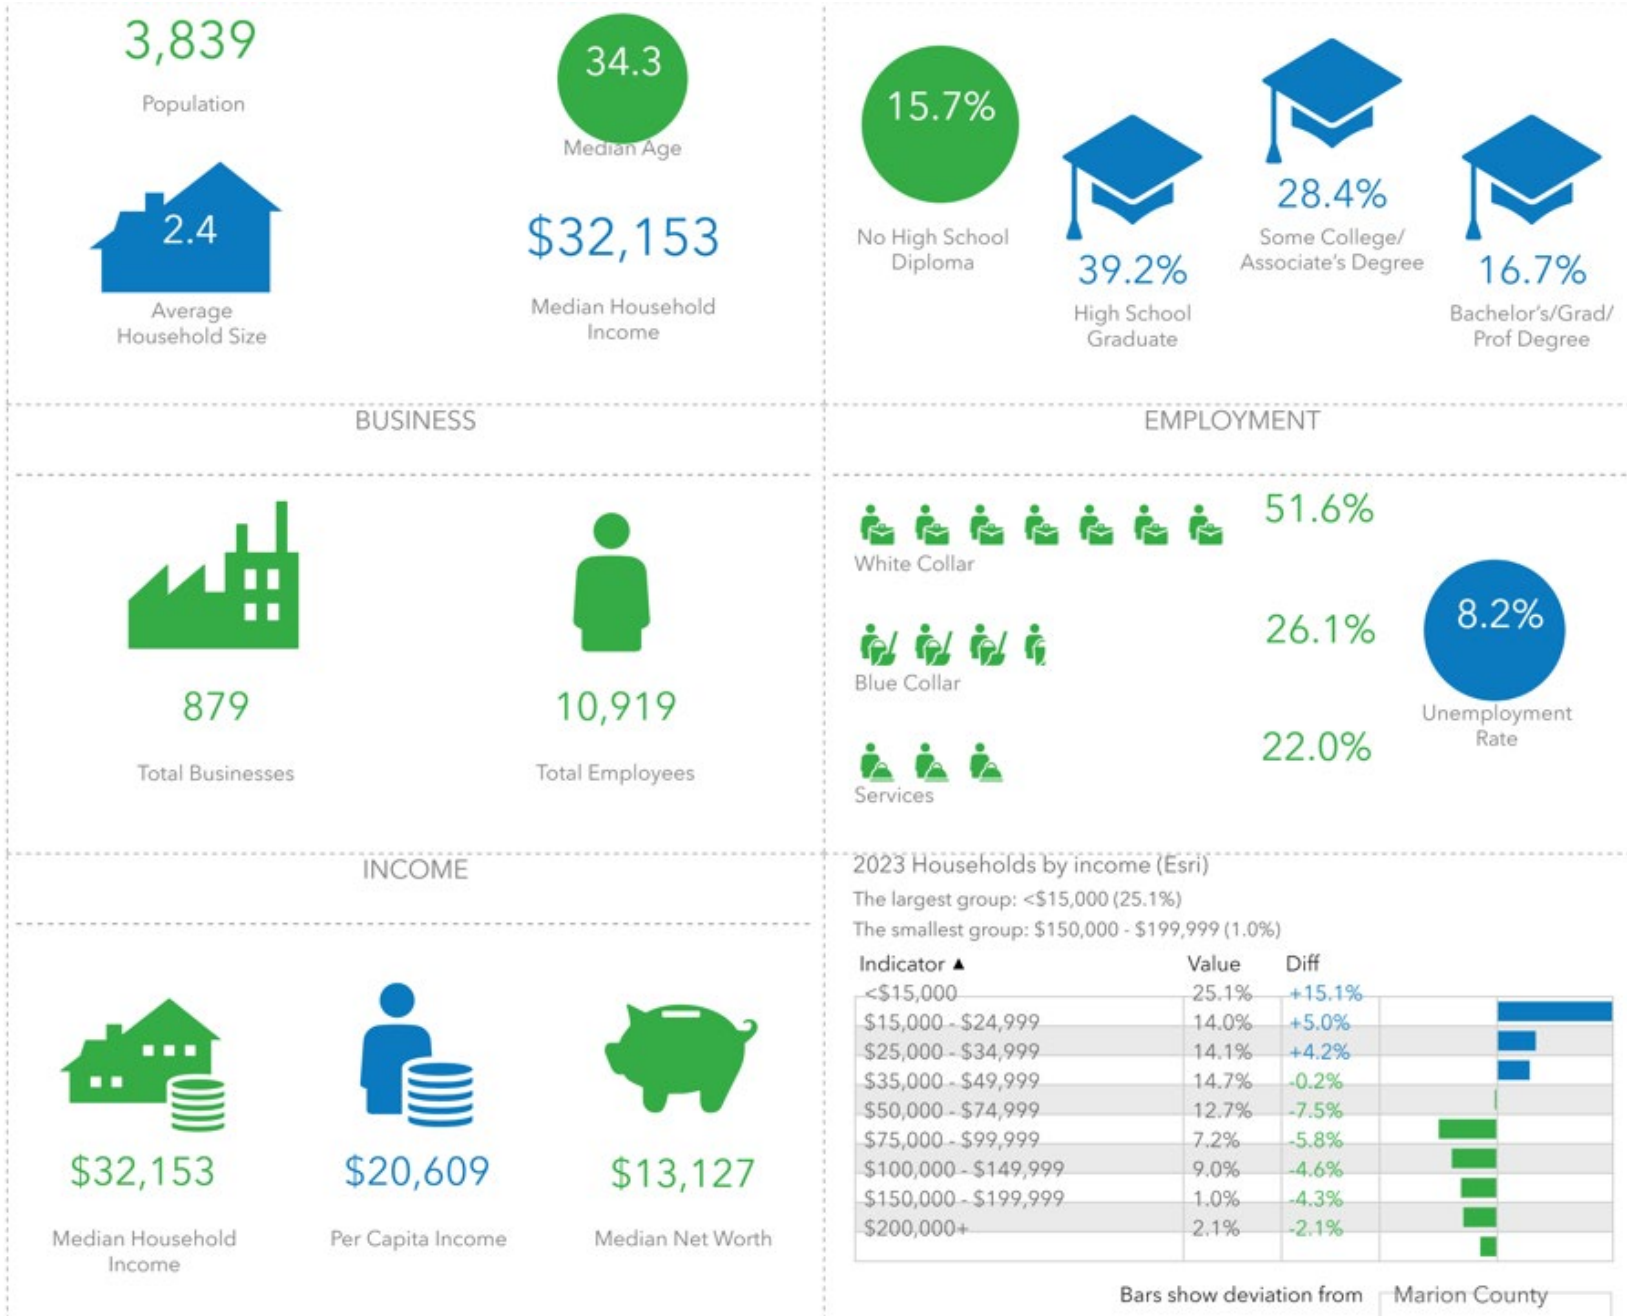 3,839
Population
34.3
Median Age
2.4
Average
Household Size
$32,153
Median Household
Income
15.7%
No High School
Diploma
39.2%
High School
Graduate
28.4%
Some College/
Associate's Degree
16.7%
Bachelor's/Grad/
Prof Degree
BUSINESS
879
Total Businesses
10,919
Total Employees
EMPLOYMENT
51.6%
White Collar
26.1%
Blue Collar
22.0%
Services
8.2%
Unemployment
Rate
INCOME
$32,153
Median Household
Income
$20,609
Per Capita Income
$13,127
Median Net Worth
2023 Households by income (Esri)
The largest group: <$15,000 (25.1%)
The smallest group: $150,000 - $199,999 (1.0%)
Indicator ▲ Value Diff
<$15,000 25.1% +15.1%
$15,000 - $24,999 14.0% +5.0%
$25,000 - $34,999 14.1% +4.2%
$35,000 - $49,999 14.7% -0.2%
$50,000 - $74,999 12.7% -7.5%
$75,000 - $99,999 7.2% -5.8%
$100,000 - $149,999 9.0% -4.6%
$150,000 - $199,999 1.0% -4.3%
$200,000+ 2.1% -2.1%
Bars show deviation from Marion County